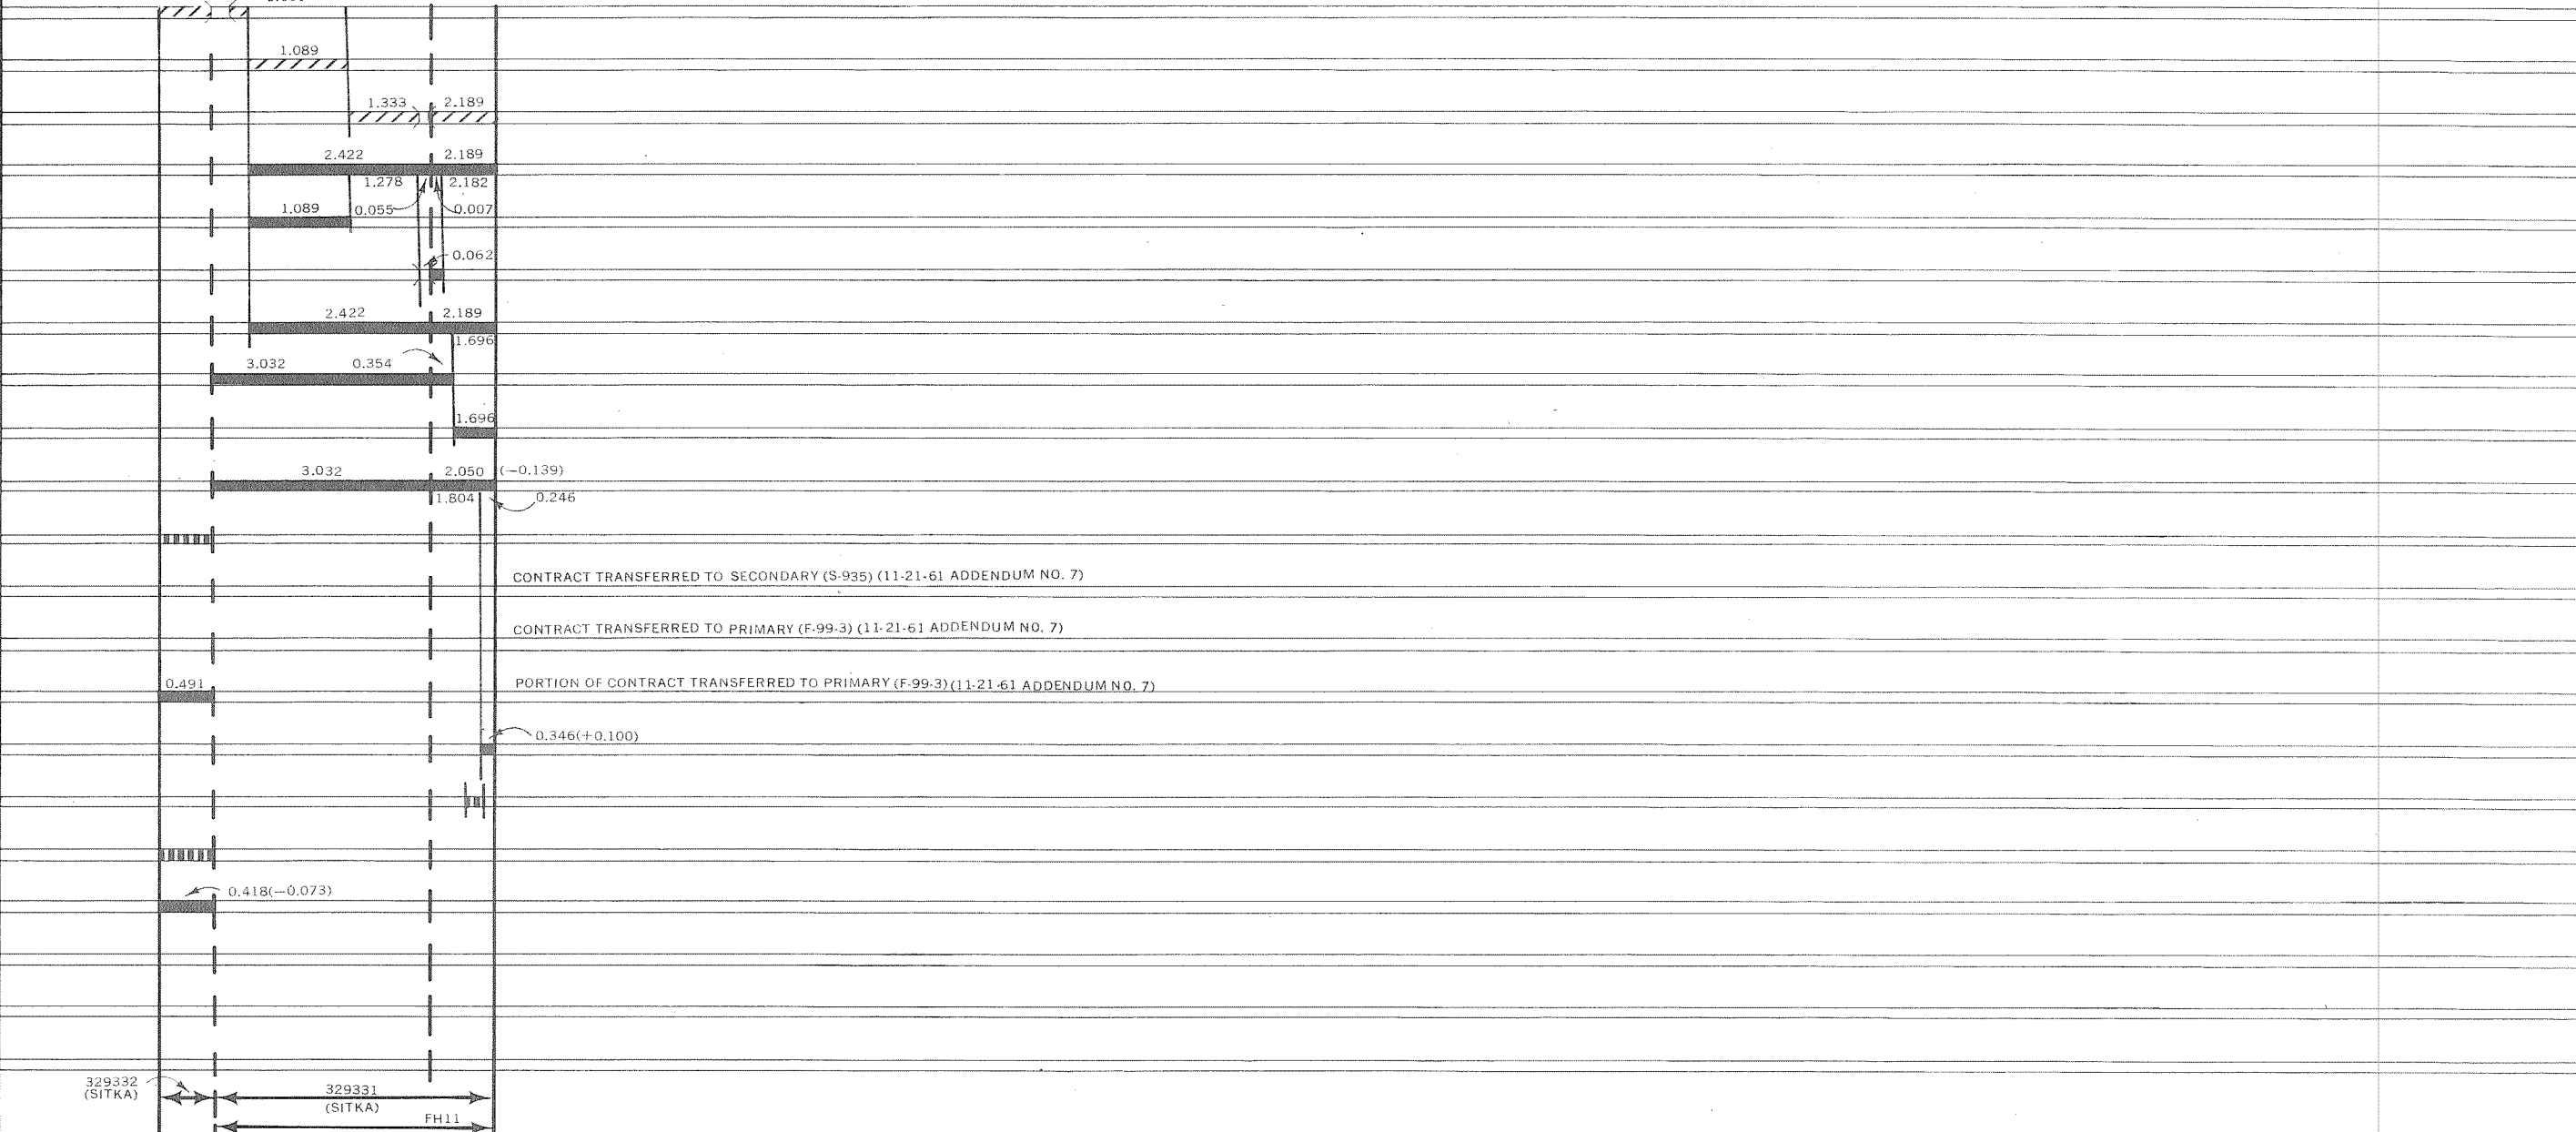 1.089
1.333 2.189
2.422 2.189
1.278 2.182
1.089 0.055 0.007
0.062
2.422 2.189
1.696
3.032 0.354
1.696
3.032 2.050 (-0.139)
1.804 0.246
CONTRACT TRANSFERRED TO SECONDARY (S-935) (11-21-61 ADDENDUM NO. 7)
CONTRACT TRANSFERRED TO PRIMARY (F-99-3) (11-21-61 ADDENDUM NO. 7)
0.491 PORTION OF CONTRACT TRANSFERRED TO PRIMARY (F-99-3) (11-21-61 ADDENDUM NO. 7)
0.346(+0.100)
0.418(-0.073)
329332
(SITKA)
329331
(SITKA)
FH11